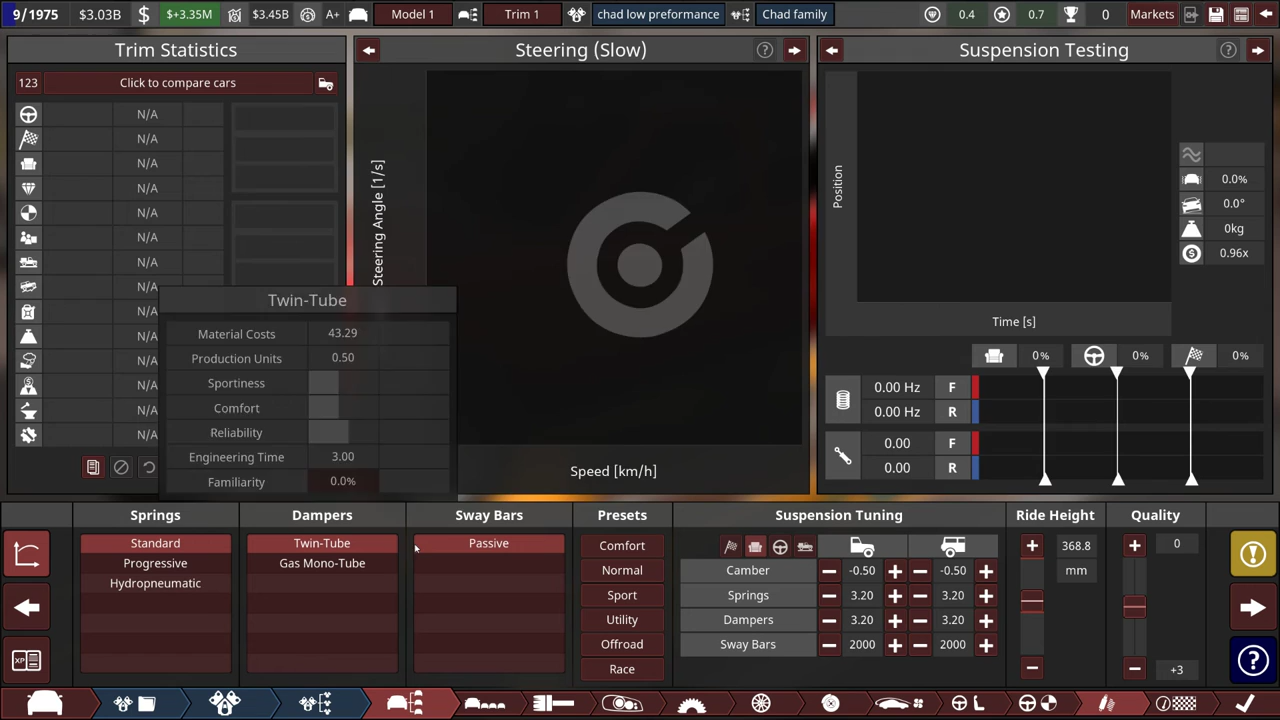 9/1975 $3.03B $+3.35M $3.45B A+ Model 1 Trim 1 chad low preformance Chad family 0.4 0.7 0 Markets
Trim Statistics
123 Click to compare cars
N/A
N/A
N/A
N/A
N/A
N/A
N/A
N/A
N/A
N/A
N/A
N/A
N/A
N/A
Twin-Tube
Material Costs 43.29
Production Units 0.50
Sportiness
Comfort
Reliability
Engineering Time 3.00
Familiarity 0.0%
Steering (Slow) ?
Steering Angle [1/s]
Speed [km/h]
Suspension Testing ?
Position
Time [s]
0.0%
0.0°
0kg
0.96x
0% 0% 0%
0.00 Hz F
0.00 Hz R
0.00 F
0.00 R
Springs
Standard
Progressive
Hydropneumatic
Dampers
Twin-Tube
Gas Mono-Tube
Sway Bars
Passive
Presets
Comfort
Normal
Sport
Utility
Offroad
Race
Suspension Tuning
Camber − -0.50 + − -0.50 +
Springs − 3.20 + − 3.20 +
Dampers − 3.20 + − 3.20 +
Sway Bars − 2000 + − 2000 +
Ride Height
+ 368.8
mm
−
Quality
+ 0
− +3
XP
!
?